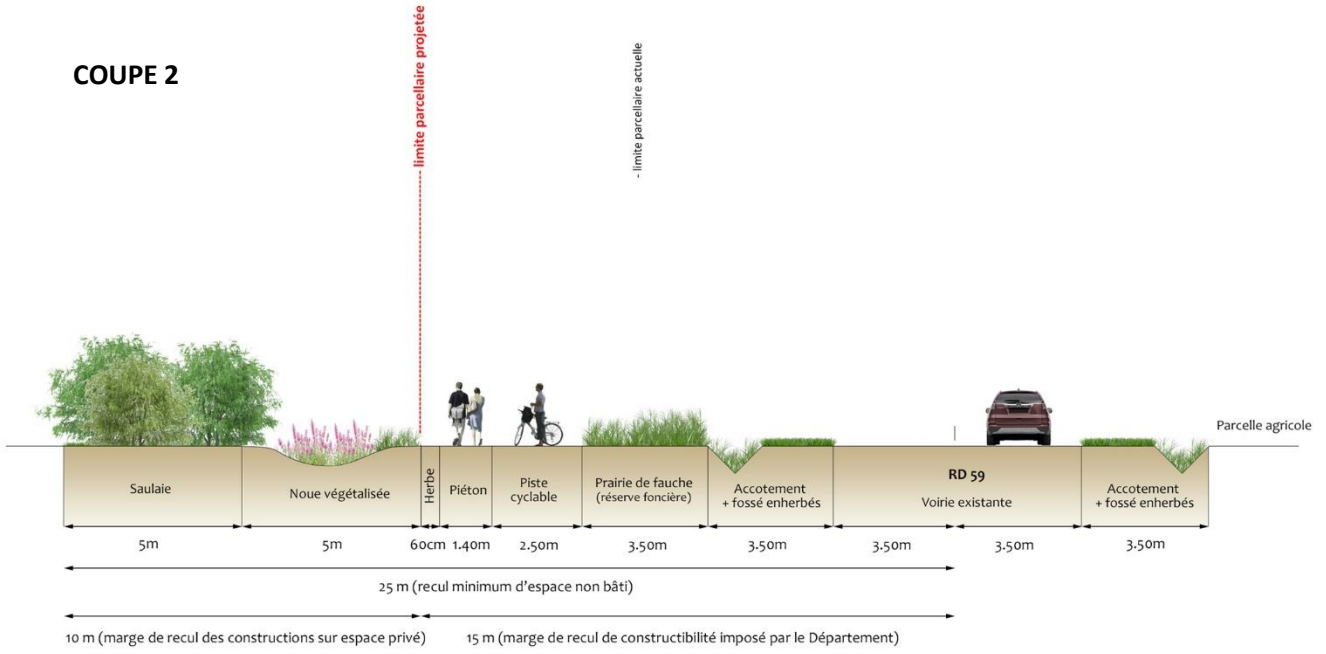 COUPE 2
limite parcellaire projetée
- limite parcellaire actuelle
Parcelle agricole
Saulaie
Noue végétalisée
Herbe
Piéton
Piste
cyclable
Prairie de fauche
(réserve foncière)
Accotement
+ fossé enherbés
RD 59
Voirie existante
Accotement
+ fossé enherbés
5m
5m
60cm
1.40m
2.50m
3.50m
3.50m
3.50m
3.50m
3.50m
25 m (recul minimum d'espace non bâti)
10 m (marge de recul des constructions sur espace privé)
15 m (marge de recul de constructibilité imposé par le Département)